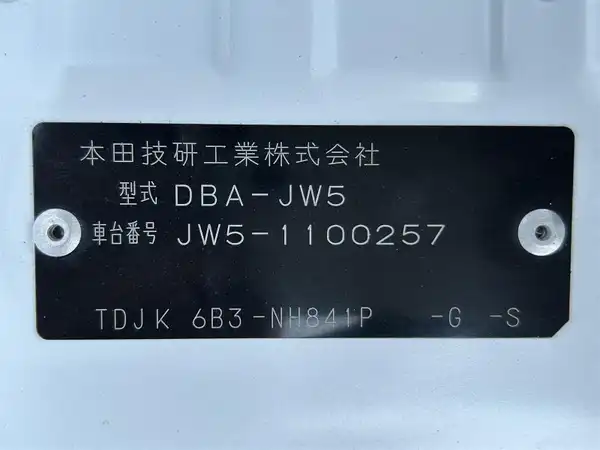 本田技研工業株式会社
型式 DBA-JW5
車台番号 JW5-1100257
TDJK 6B3-NH841P -G -S